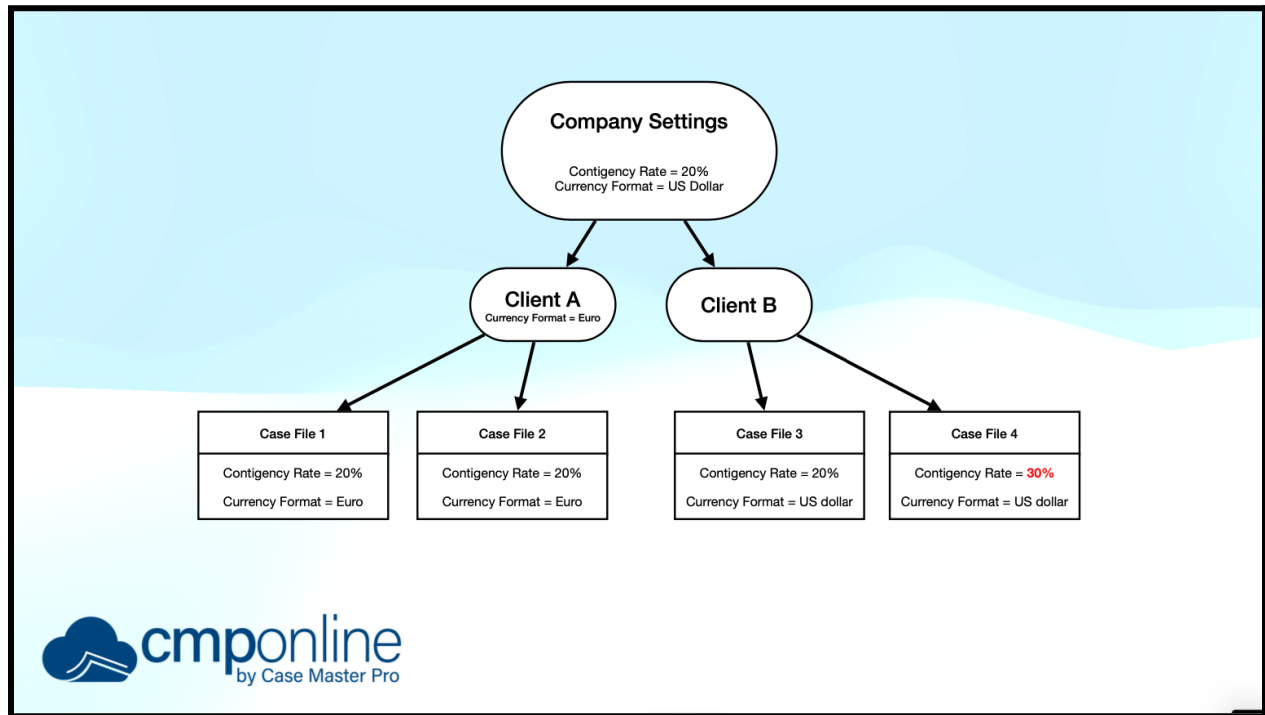 Company Settings
Contigency Rate = 20%
Currency Format = US Dollar
Client A
Currency Format = Euro
Client B
Case File 1
Contigency Rate = 20%
Currency Format = Euro
Case File 2
Contigency Rate = 20%
Currency Format = Euro
Case File 3
Contigency Rate = 20%
Currency Format = US dollar
Case File 4
Contigency Rate = 30%
Currency Format = US dollar
cmponline
by Case Master Pro